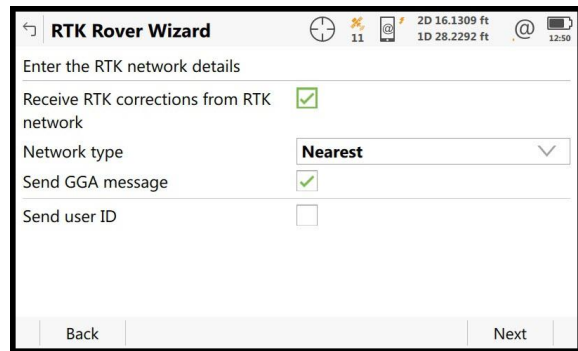 RTK Rover Wizard
11
@
2D 16.1309 ft
1D 28.2292 ft
@
12:50
Enter the RTK network details
Receive RTK corrections from RTK
network
Network type
Nearest
Send GGA message
Send user ID
Back
Next